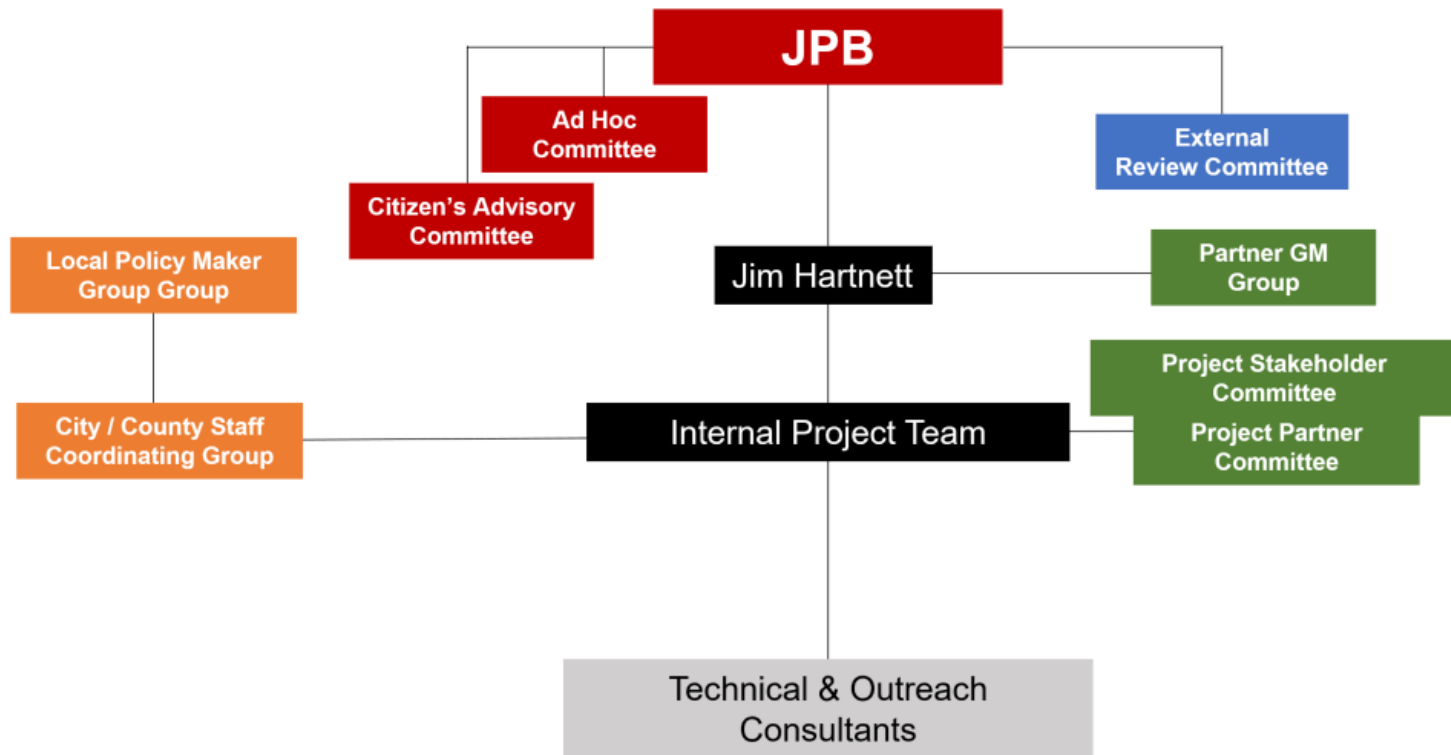 JPB
Ad Hoc
Committee
External
Review Committee
Citizen's Advisory
Committee
Local Policy Maker
Group Group
Jim Hartnett
Partner GM
Group
Project Stakeholder
Committee
City / County Staff
Coordinating Group
Internal Project Team
Project Partner
Committee
Technical & Outreach
Consultants